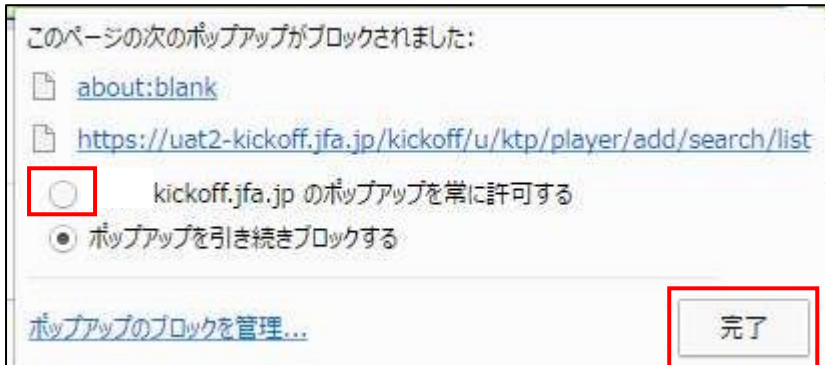 このページの次のポップアップがブロックされました:
about:blank
https://uat2-kickoff.jfa.jp/kickoff/u/ktp/player/add/search/list
kickoff.jfa.jp のポップアップを常に許可する
ポップアップを引き続きブロックする
ポップアップのブロックを管理... 完了